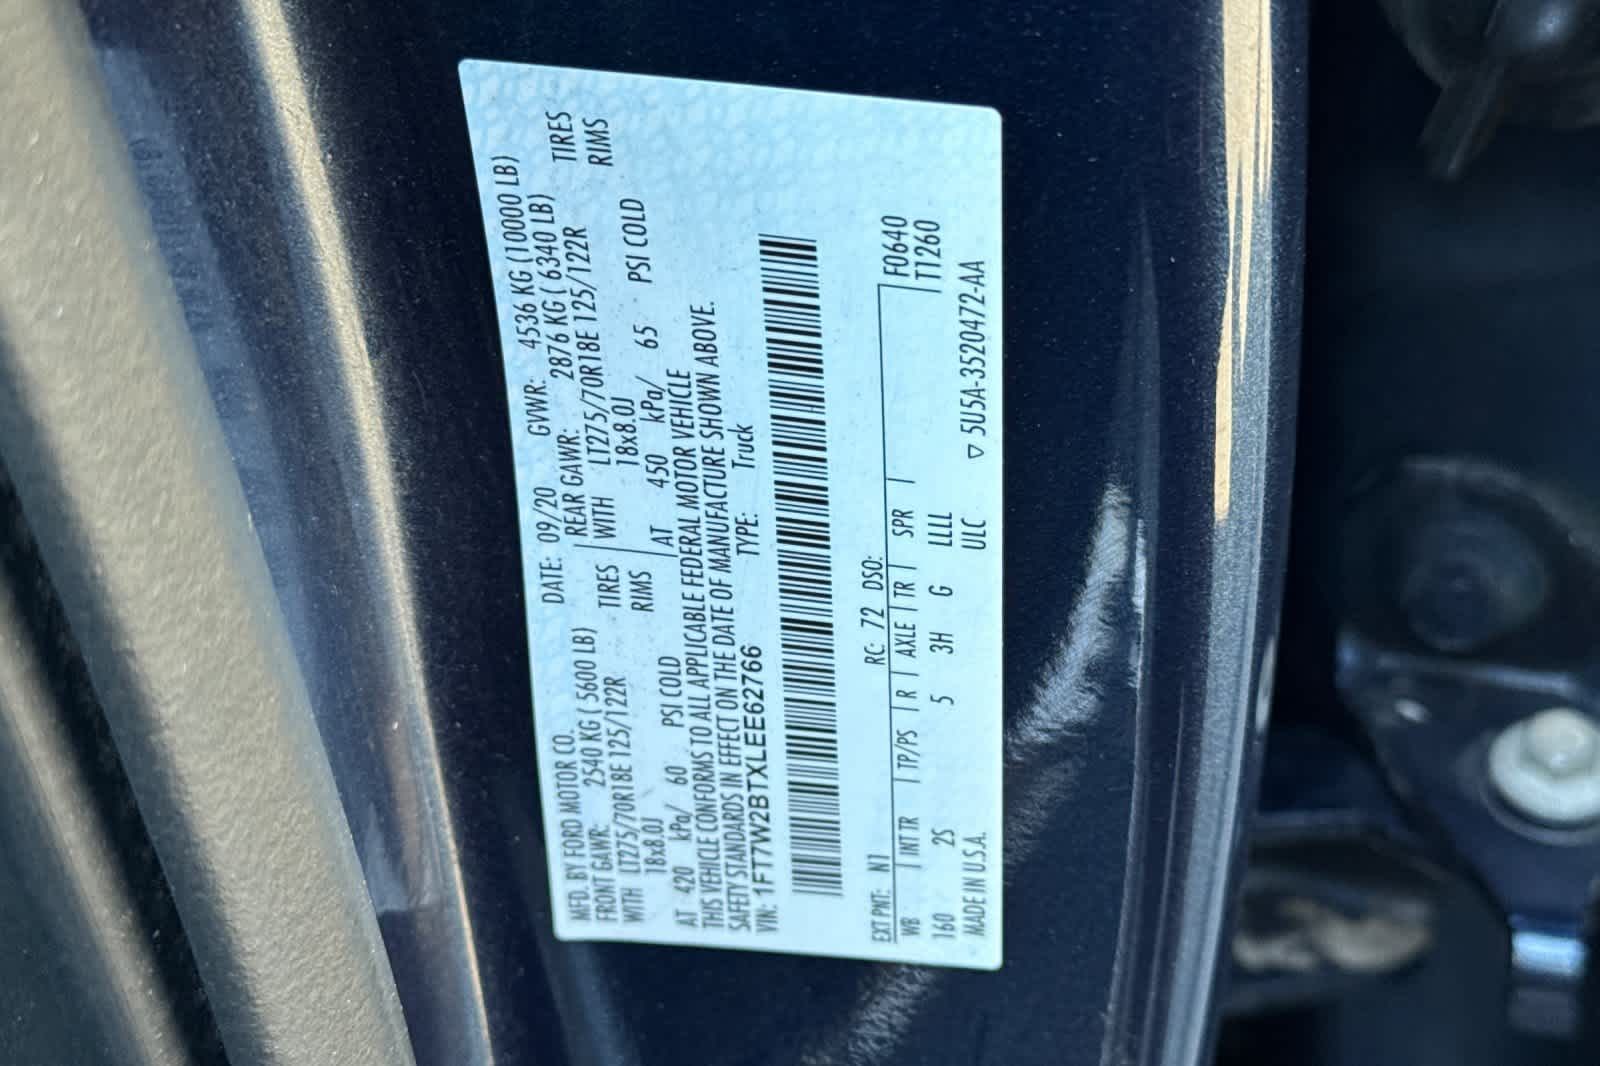 MFD. BY FORD MOTOR CO.
DATE: 09/20 GVWR: 4536 KG (10000 LB)
FRONT GAWR: 2540 KG ( 5600 LB) REAR GAWR: 2876 KG ( 6340 LB)
WITH LT275/70R18E 125/122R TIRES WITH LT275/70R18E 125/122R TIRES
18x8.0J RIMS 18x8.0J RIMS
AT 420 kPa/ 60 PSI COLD AT 450 kPa/ 65 PSI COLD
THIS VEHICLE CONFORMS TO ALL APPLICABLE FEDERAL MOTOR VEHICLE
SAFETY STANDARDS IN EFFECT ON THE DATE OF MANUFACTURE SHOWN ABOVE.
VIN: 1FT7W2BTXLEE62766 TYPE: Truck
EXT PNT: N1 RC: 72 DSO: F0640
WB INT TR TP/PS R AXLE TR SPR T1260
160 2S 5 3H G LLLL
ULC
MADE IN U.S.A. ▽ 5U5A-3520472-AA